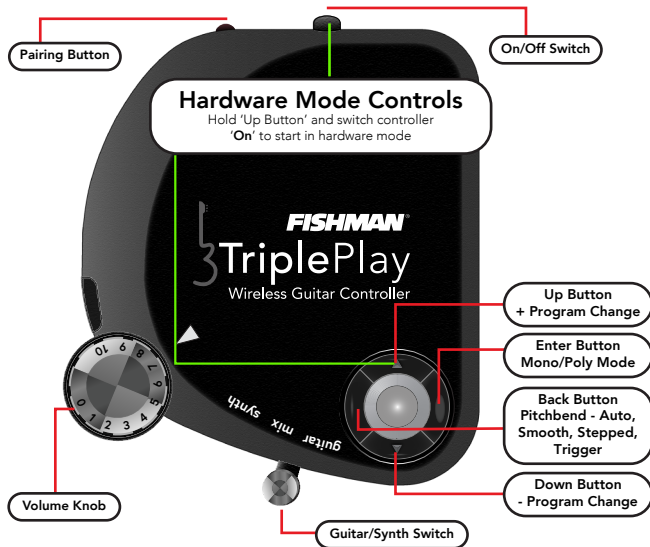 Pairing Button
On/Off Switch
Hardware Mode Controls
Hold ‘Up Button’ and switch controller
‘On’ to start in hardware mode
FISHMAN®
TriplePlay
Wireless Guitar Controller
Up Button
+ Program Change
Enter Button
Mono/Poly Mode
Back Button
Pitchbend - Auto,
Smooth, Stepped,
Trigger
Down Button
- Program Change
0 1 2 3 4 5 6 7 8 9 10
guitar mix synth
Volume Knob
Guitar/Synth Switch